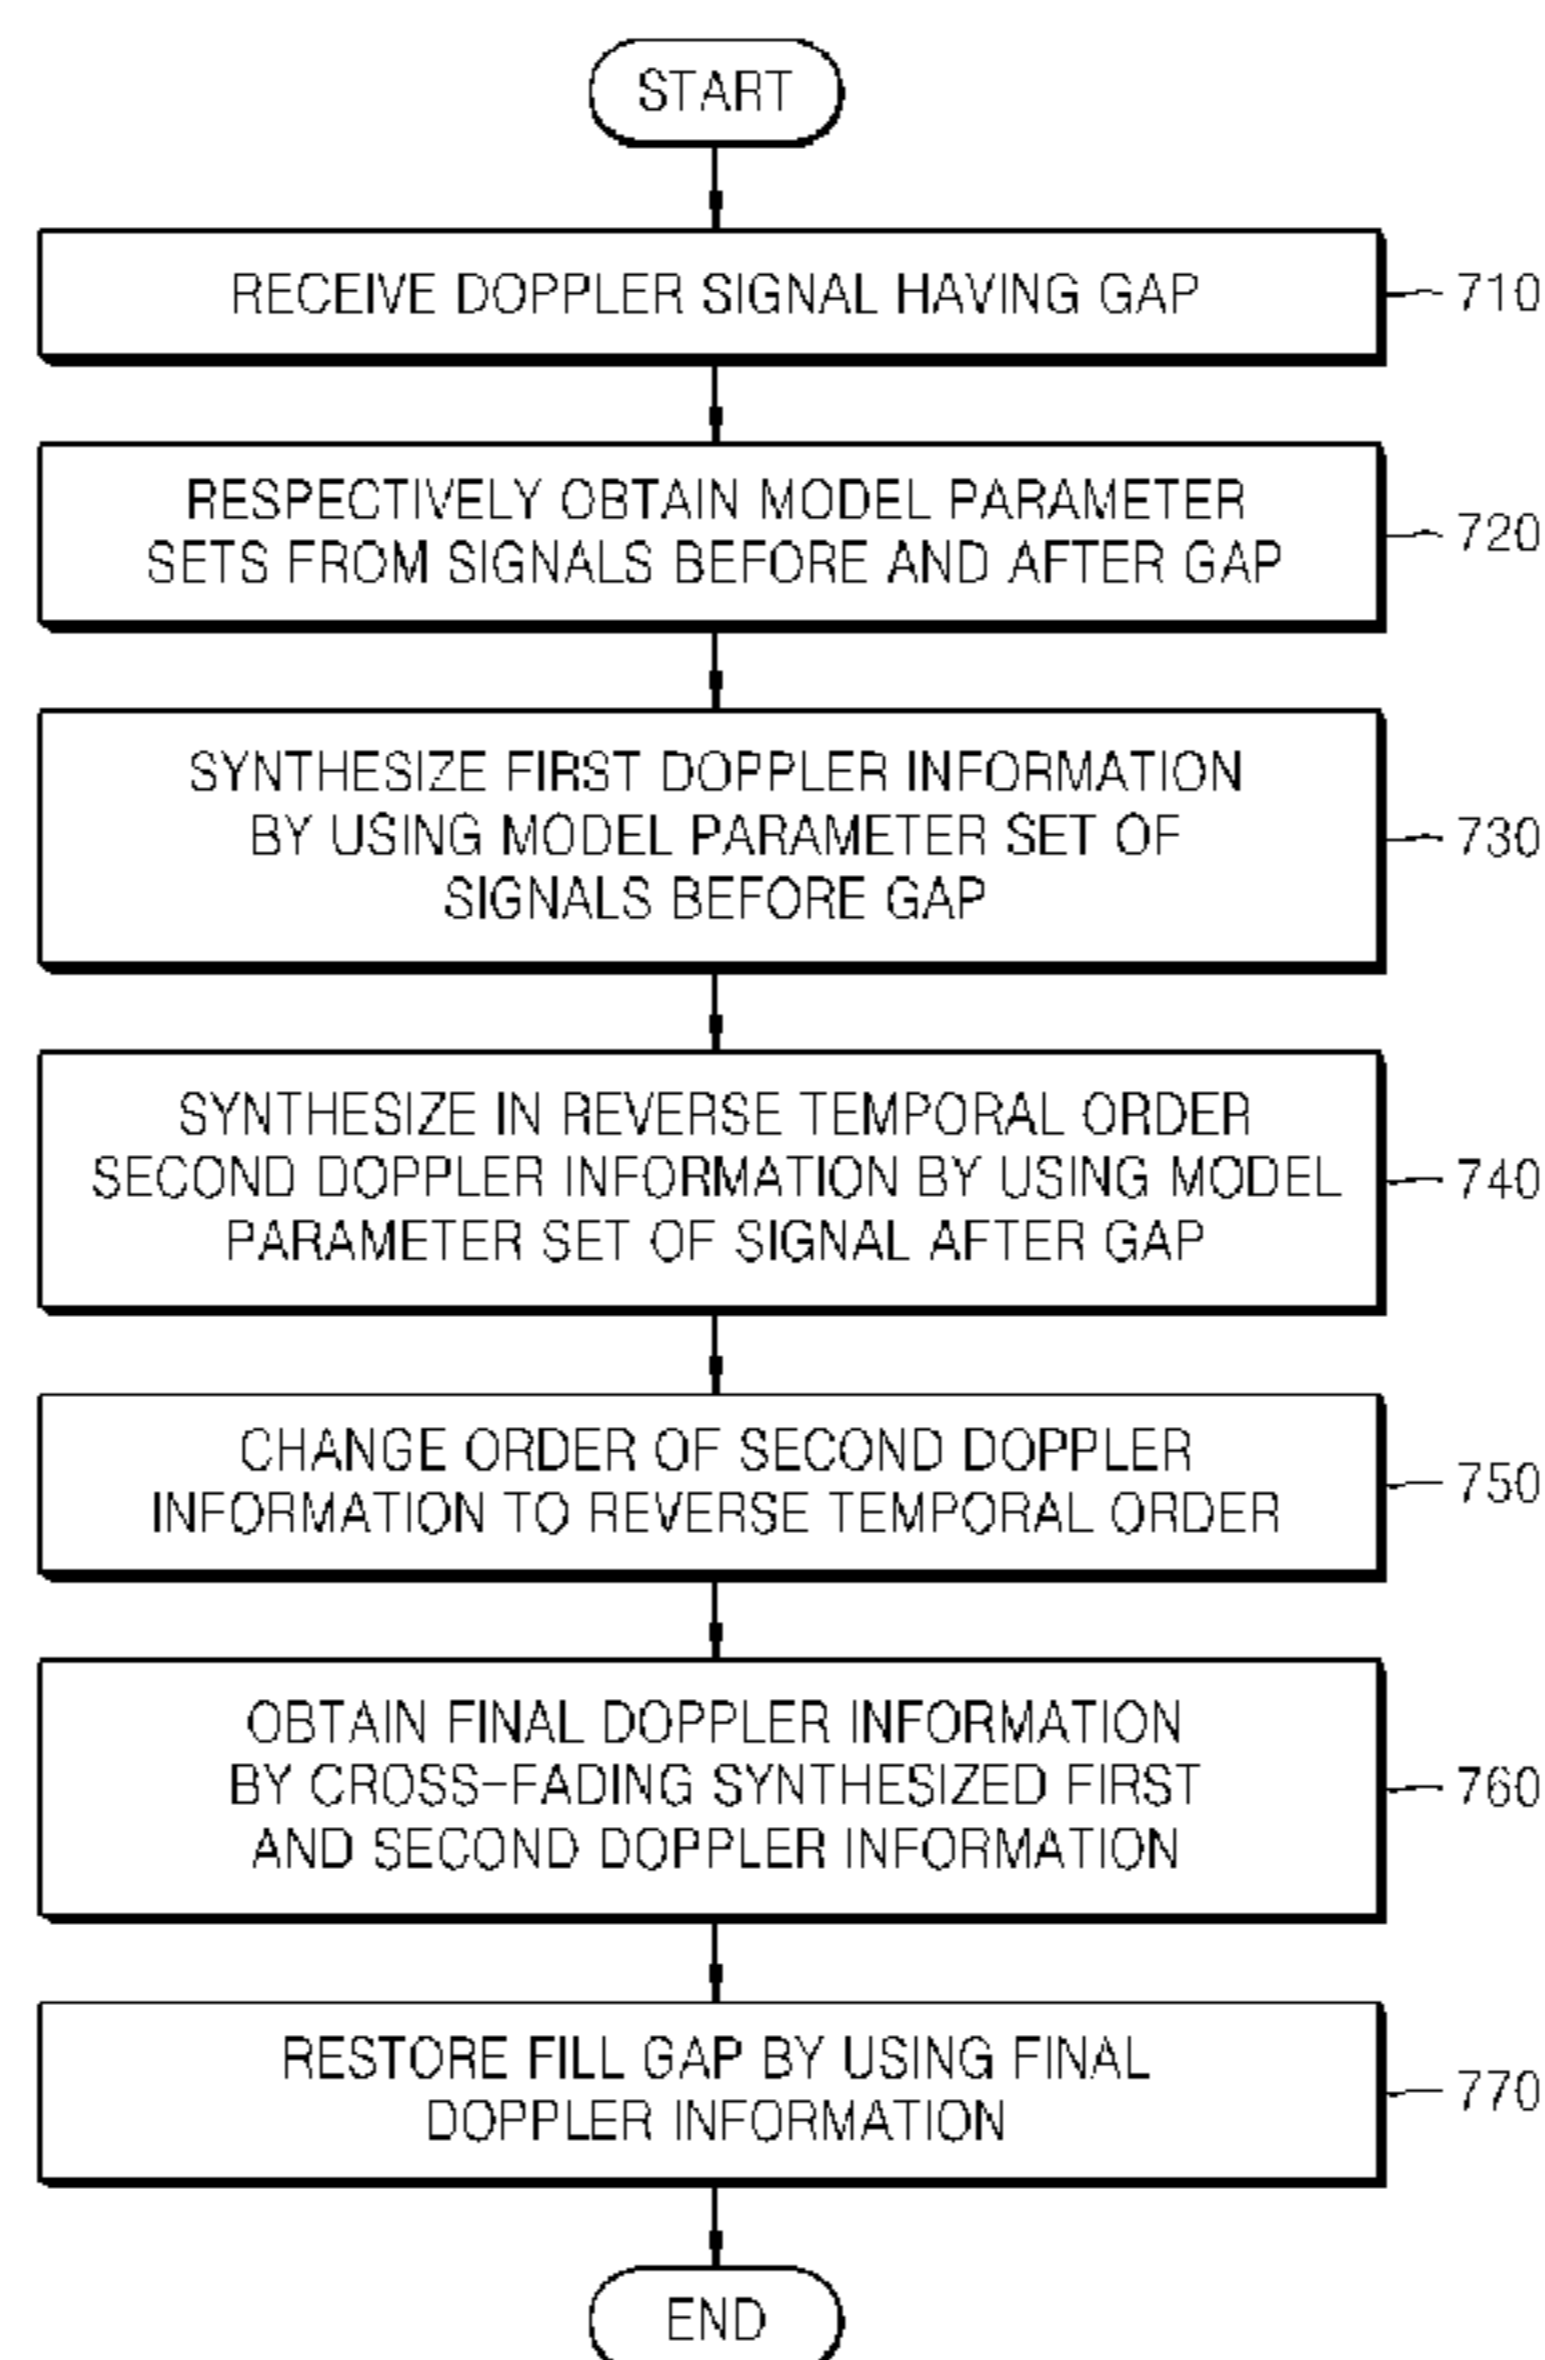 START
RECEIVE DOPPLER SIGNAL HAVING GAP
710
RESPECTIVELY OBTAIN MODEL PARAMETER
SETS FROM SIGNALS BEFORE AND AFTER GAP
720
SYNTHESIZE FIRST DOPPLER INFORMATION
BY USING MODEL PARAMETER SET OF
SIGNALS BEFORE GAP
730
SYNTHESIZE IN REVERSE TEMPORAL ORDER
SECOND DOPPLER INFORMATION BY USING MODEL
PARAMETER SET OF SIGNAL AFTER GAP
740
CHANGE ORDER OF SECOND DOPPLER
INFORMATION TO REVERSE TEMPORAL ORDER
750
OBTAIN FINAL DOPPLER INFORMATION
BY CROSS-FADING SYNTHESIZED FIRST
AND SECOND DOPPLER INFORMATION
760
RESTORE FILL GAP BY USING FINAL
DOPPLER INFORMATION
770
END